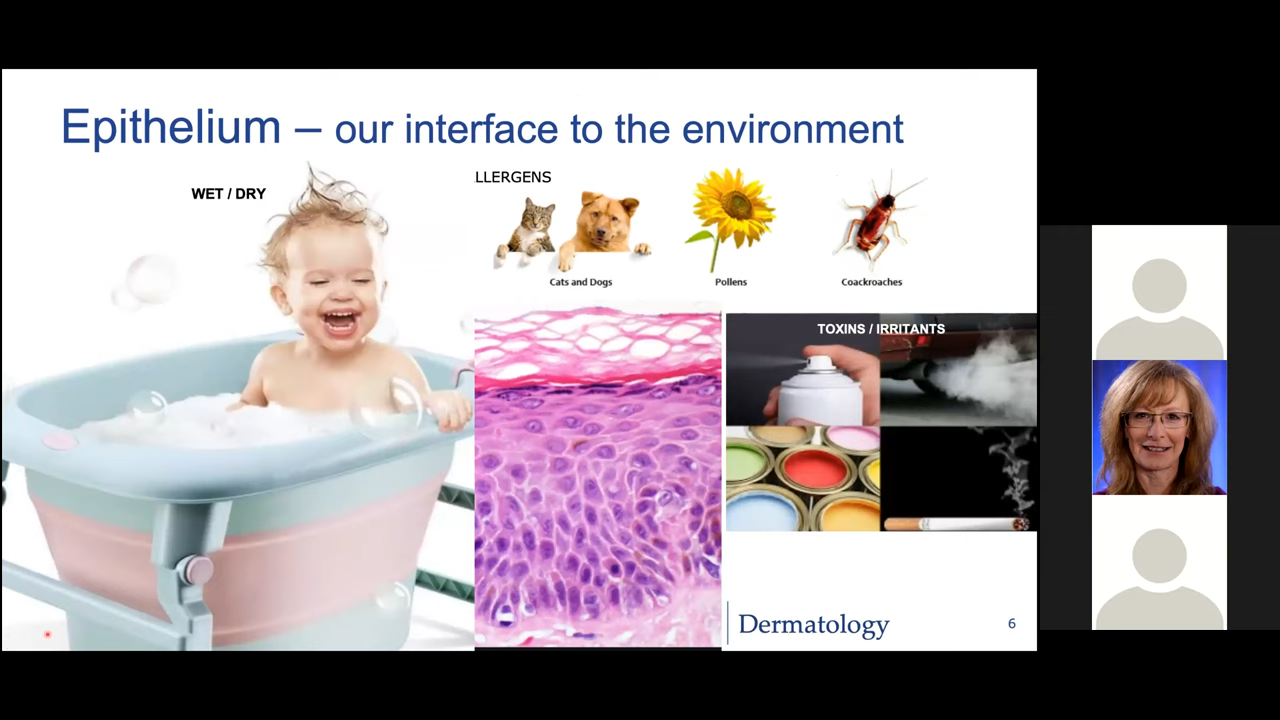 Epithelium – our interface to the environment
WET / DRY
LLERGENS
Cats and Dogs
Pollens
Coackroaches
TOXINS / IRRITANTS
Dermatology
6